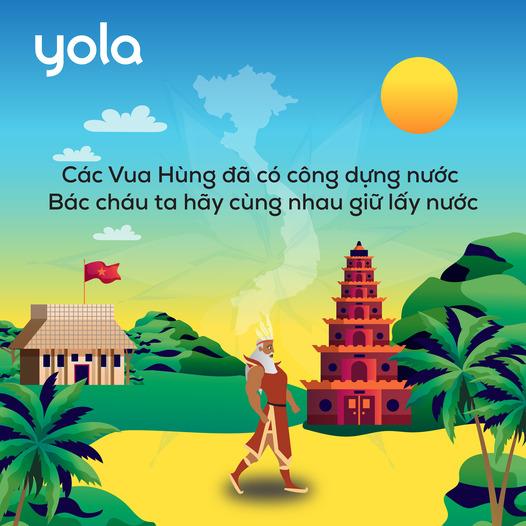 yola
Các Vua Hùng đã có công dựng nước
Bác cháu ta hãy cùng nhau giữ lấy nước